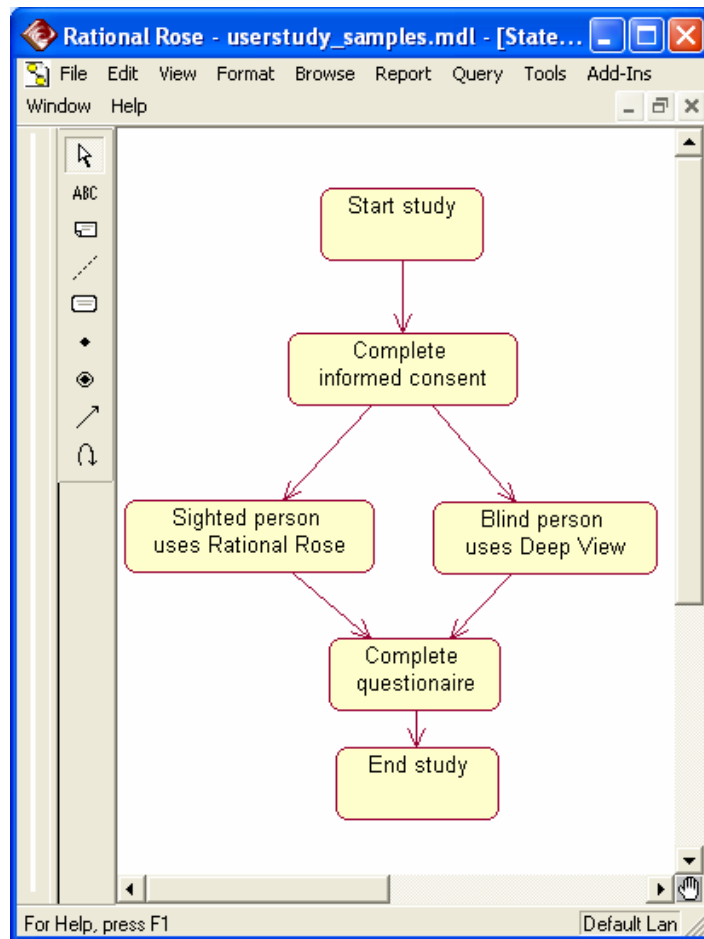 Rational Rose - userstudy_samples.mdl - [State...
File Edit View Format Browse Report Query Tools Add-Ins
Window Help
ABC
Start study
Complete
informed consent
Sighted person
uses Rational Rose
Blind person
uses Deep View
Complete
questionaire
End study
For Help, press F1
Default Lan